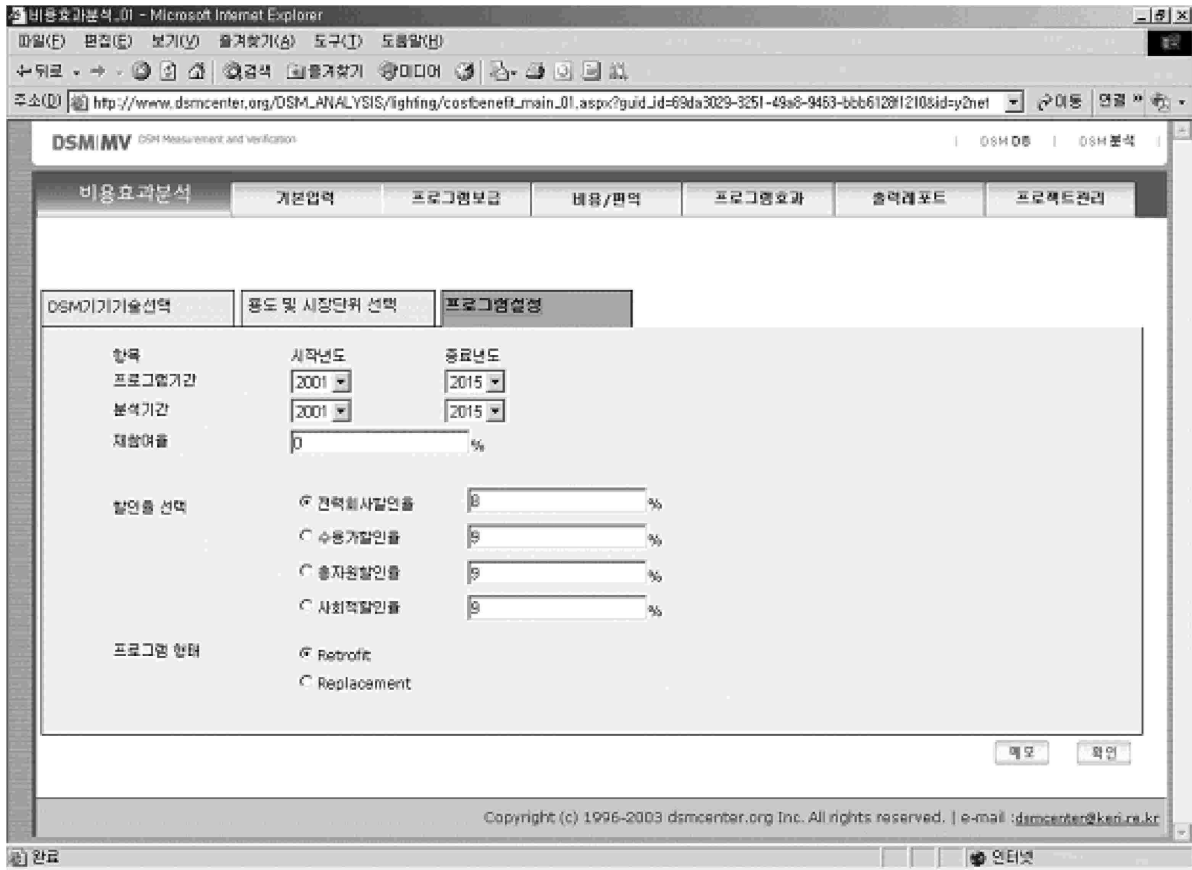 비용효과분석_01 - Microsoft Internet Explorer
파일(F) 편집(E) 보기(V) 즐겨찾기(A) 도구(T) 도움말(H)
뒤로 검색 즐겨찾기 미디어
주소(D) http://www.dsmcenter.org/DSM_ANALYSIS/lighting/costbenefit_main_01.aspx?guid_id=69da3029-3251-49a8-9463-bbb6128f1210&id=y2net 이동 연결 »
DSM|MV DSM Measurement and Verification | DSM DB | DSM 분석 |
비용효과분석 기본입력 프로그램보급 비용/편익 프로그램효과 출력레포트 프로젝트관리
DSM기기기술선택 용도 및 시장단위 선택 프로그램설정
항목 시작년도 종료년도
프로그램기간 2001 2015
분석기간 2001 2015
재참여율 0 %
할인율 선택 전력회사할인율 8 %
수용가할인율 9 %
총자원할인율 9 %
사회적할인율 9 %
프로그램 형태 Retrofit
Replacement
메모 확인
Copyright (c) 1996-2003 dsmcenter.org Inc. All rights reserved. | e-mail :dsmcenter@keri.re.kr
완료 인터넷